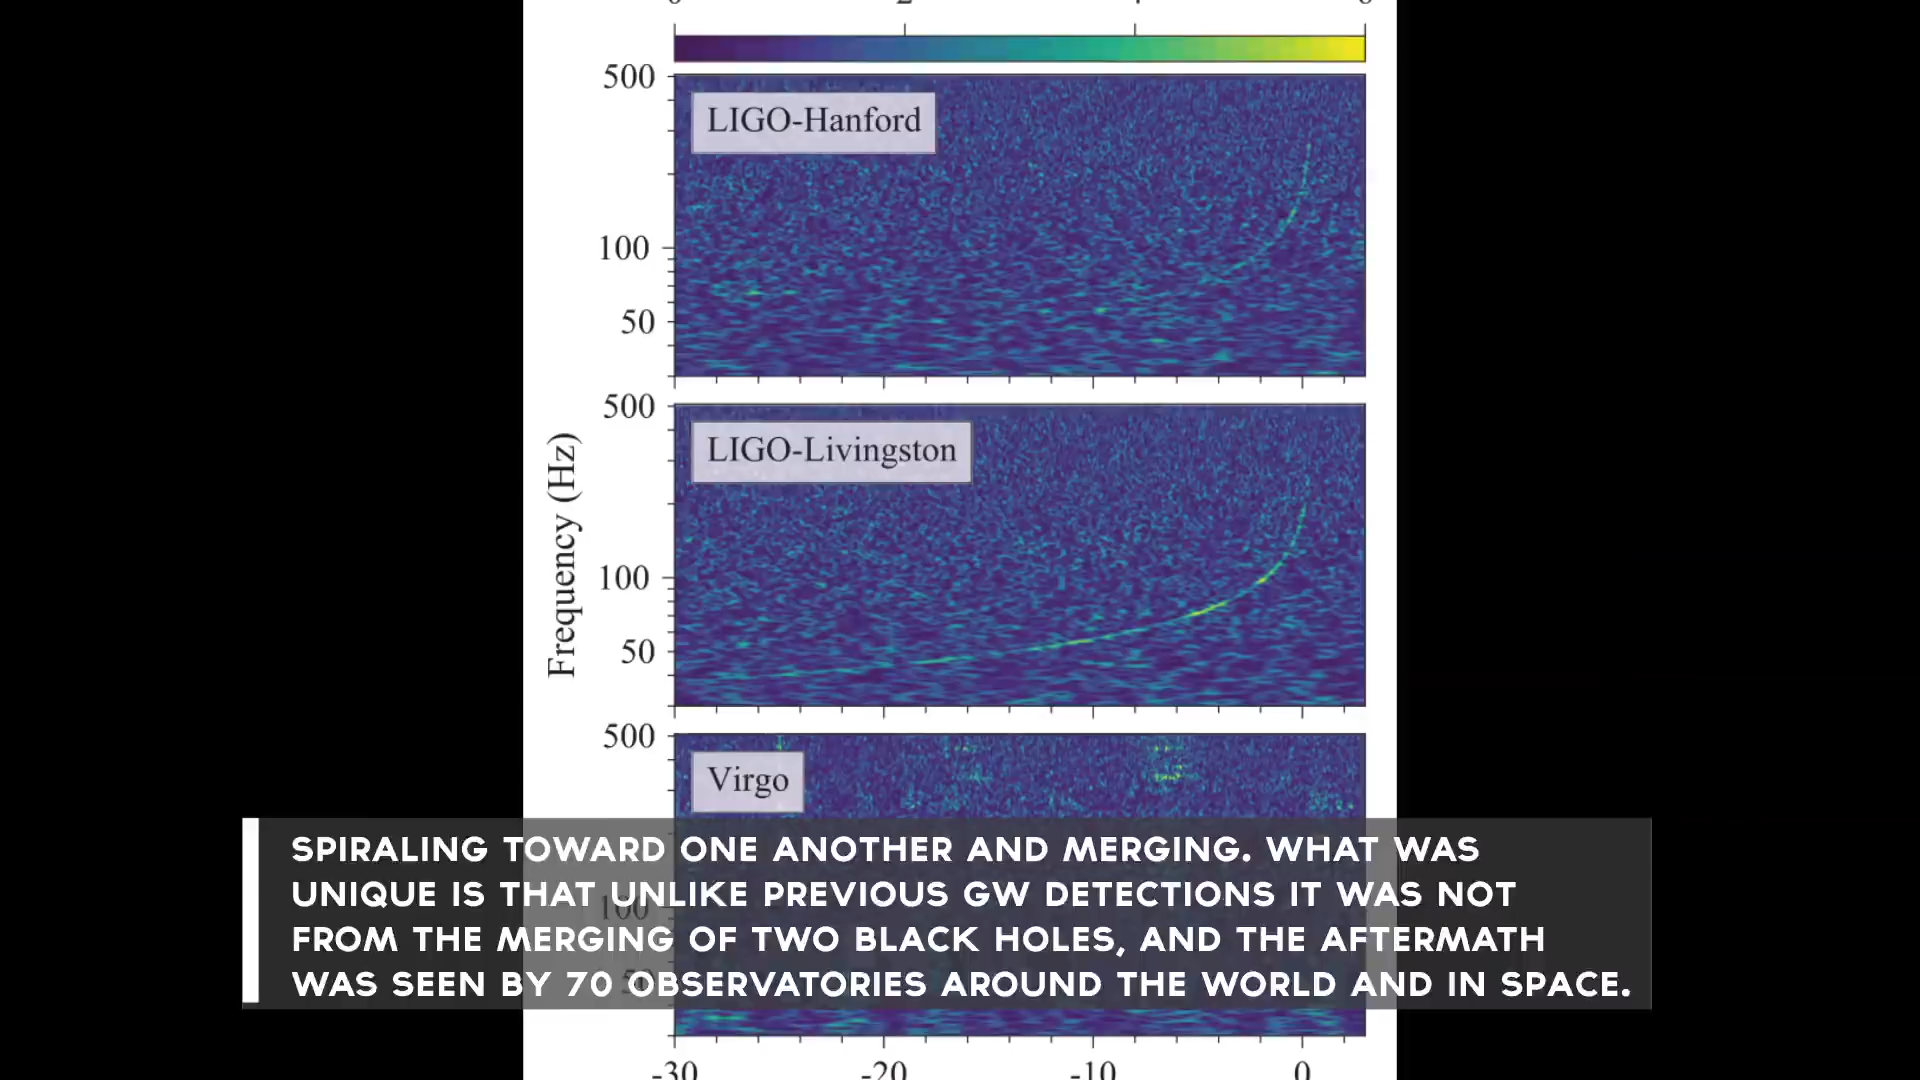 500
LIGO-Hanford
100
50
500
LIGO-Livingston
100
50
Frequency (Hz)
500
Virgo
100
50
SPIRALING TOWARD ONE ANOTHER AND MERGING. WHAT WAS
UNIQUE IS THAT UNLIKE PREVIOUS GW DETECTIONS IT WAS NOT
FROM THE MERGING OF TWO BLACK HOLES, AND THE AFTERMATH
WAS SEEN BY 70 OBSERVATORIES AROUND THE WORLD AND IN SPACE.
-30 -20 -10 0